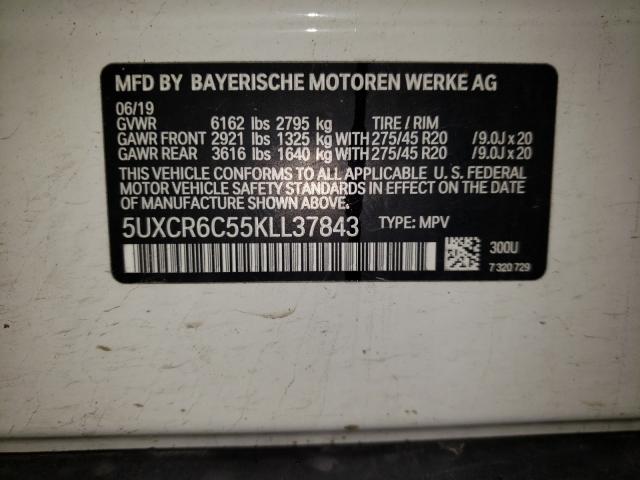 MFD BY BAYERISCHE MOTOREN WERKE AG
06/19
GVWR 6162 lbs 2795 kg TIRE / RIM
GAWR FRONT 2921 lbs 1325 kg WITH 275/45 R20 / 9.0J x 20
GAWR REAR 3616 lbs 1640 kg WITH 275/45 R20 / 9.0J x 20
THIS VEHICLE CONFORMS TO ALL APPLICABLE U. S. FEDERAL
MOTOR VEHICLE SAFETY STANDARDS IN EFFECT ON THE DATE
OF MANUFACTURE SHOWN ABOVE.
5UXCR6C55KLL37843 TYPE: MPV
300U
7 320 729